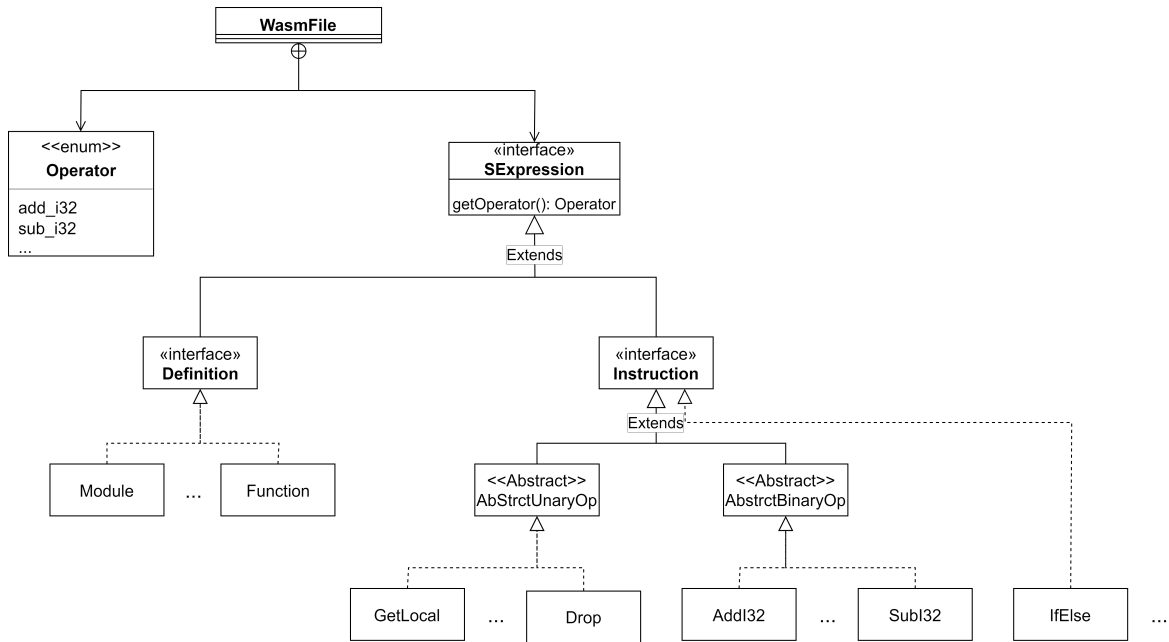 WasmFile
<<enum>>
Operator
add_i32
sub_i32
...
«interface»
SExpression
getOperator(): Operator
Extends
«interface»
Definition
«interface»
Instruction
Extends
Module
...
Function
<<Abstract>>
AbStrctUnaryOp
<<Abstract>>
AbstrctBinaryOp
GetLocal
...
Drop
AddI32
...
SubI32
IfElse
...